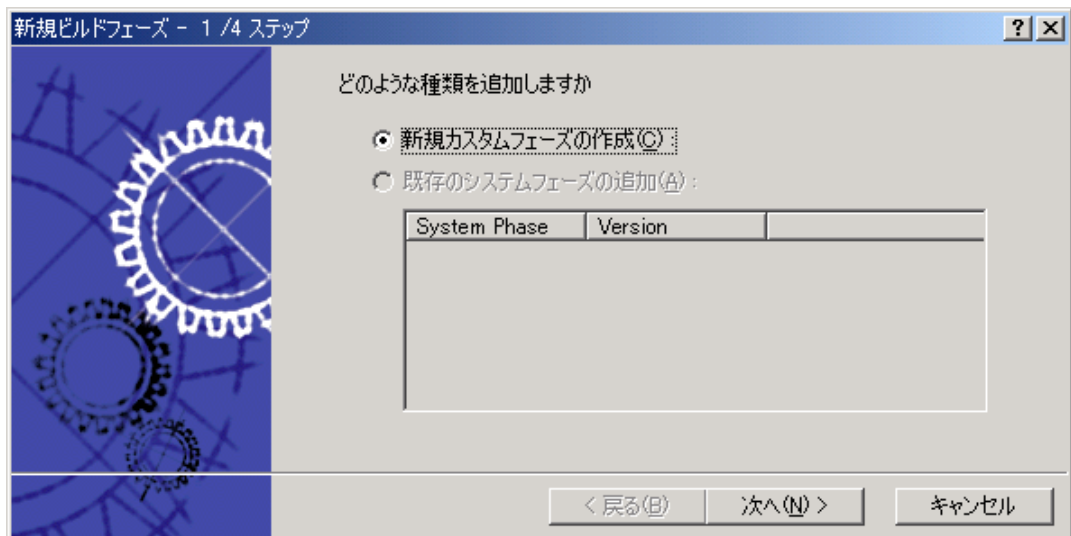 新規ビルドフェーズ - 1 /4 ステップ
どのような種類を追加しますか
新規カスタムフェーズの作成(C) :
既存のシステムフェーズの追加(A) :
System Phase Version
< 戻る(B) 次へ(N) > キャンセル